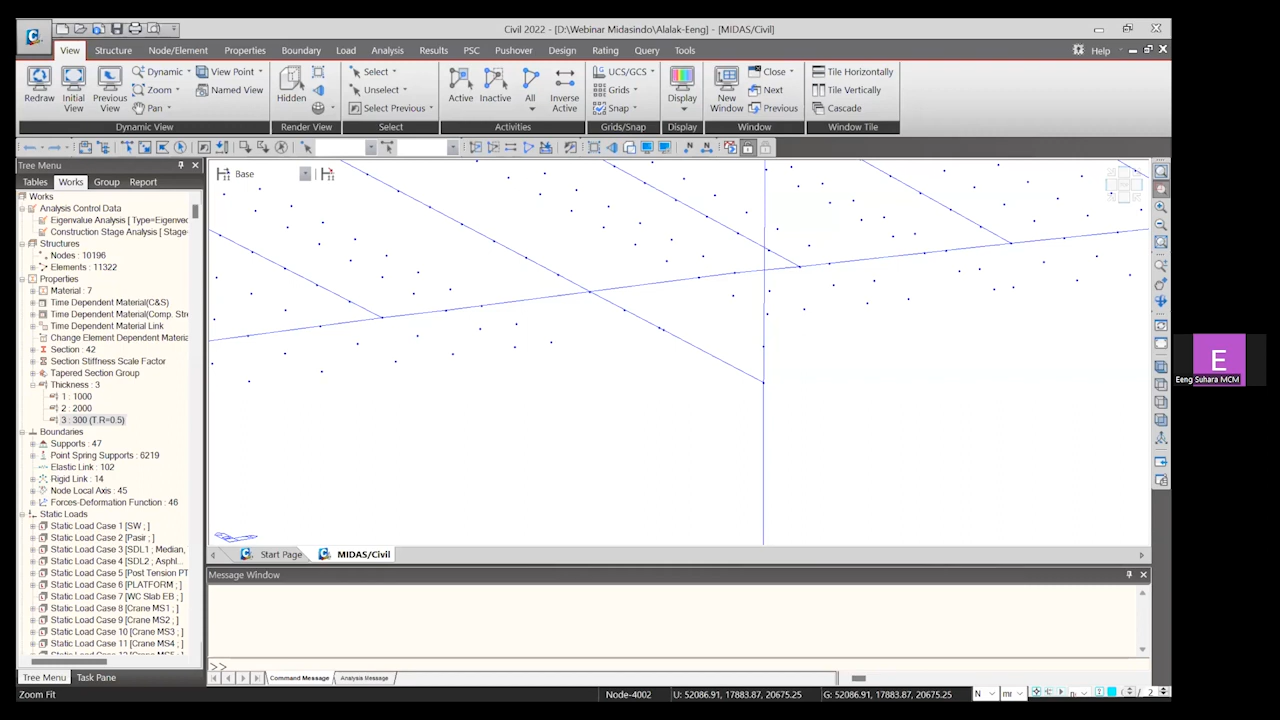 Civil 2022 - [D:\Webinar Midasindo\Alalak-Eeng] - [MIDAS/Civil]
View Structure Node/Element Properties Boundary Load Analysis Results PSC Pushover Design Rating Query Tools Help
Redraw Initial View Previous View Dynamic Zoom Pan View Point Named View
Hidden
Select Unselect Select Previous
Active Inactive All Inverse Active
UCS/GCS Grids Snap
Display
New Window Close Next Previous
Tile Horizontally Tile Vertically Cascade
Dynamic View Render View Select Activities Grids/Snap Display Window Window Tile
Tree Menu
Tables Works Group Report
Base
Works
Analysis Control Data
Eigenvalue Analysis [ Type=Eigenvec
Construction Stage Analysis [ Stage-
Structures
Nodes : 10196
Elements : 11322
Properties
Material : 7
Time Dependent Material(C&S)
Time Dependent Material(Comp. Stre
Time Dependent Material Link
Change Element Dependent Materia
Section : 42
Section Stiffness Scale Factor
Tapered Section Group
Thickness : 3
1 : 1000
2 : 2000
3 : 300 (T.R=0.5)
Boundaries
Supports : 47
Point Spring Supports : 6219
Elastic Link : 102
Rigid Link : 14
Node Local Axis : 45
Forces-Deformation Function : 46
Static Loads
Static Load Case 1 [SW ; ]
Static Load Case 2 [Pasir ; ]
Static Load Case 3 [SDL1 ; Median,
Static Load Case 4 [SDL2 ; Asphl...
Static Load Case 5 [Post Tension PT
Static Load Case 6 [PLATFORM ; ]
Static Load Case 7 [WC Slab EB ; ]
Static Load Case 8 [Crane MS1 ; ]
Static Load Case 9 [Crane MS2 ; ]
Static Load Case 10 [Crane MS3 ; ]
Static Load Case 11 [Crane MS4 ; ]
Start Page MIDAS/Civil
Message Window
>>
Command Message Analysis Message
Tree Menu Task Pane
Zoom Fit
Node-4002
U: 52086.91, 17883.87, 20675.25
G: 52086.91, 17883.87, 20675.25
N
2
E
Eeng Suhara MCM